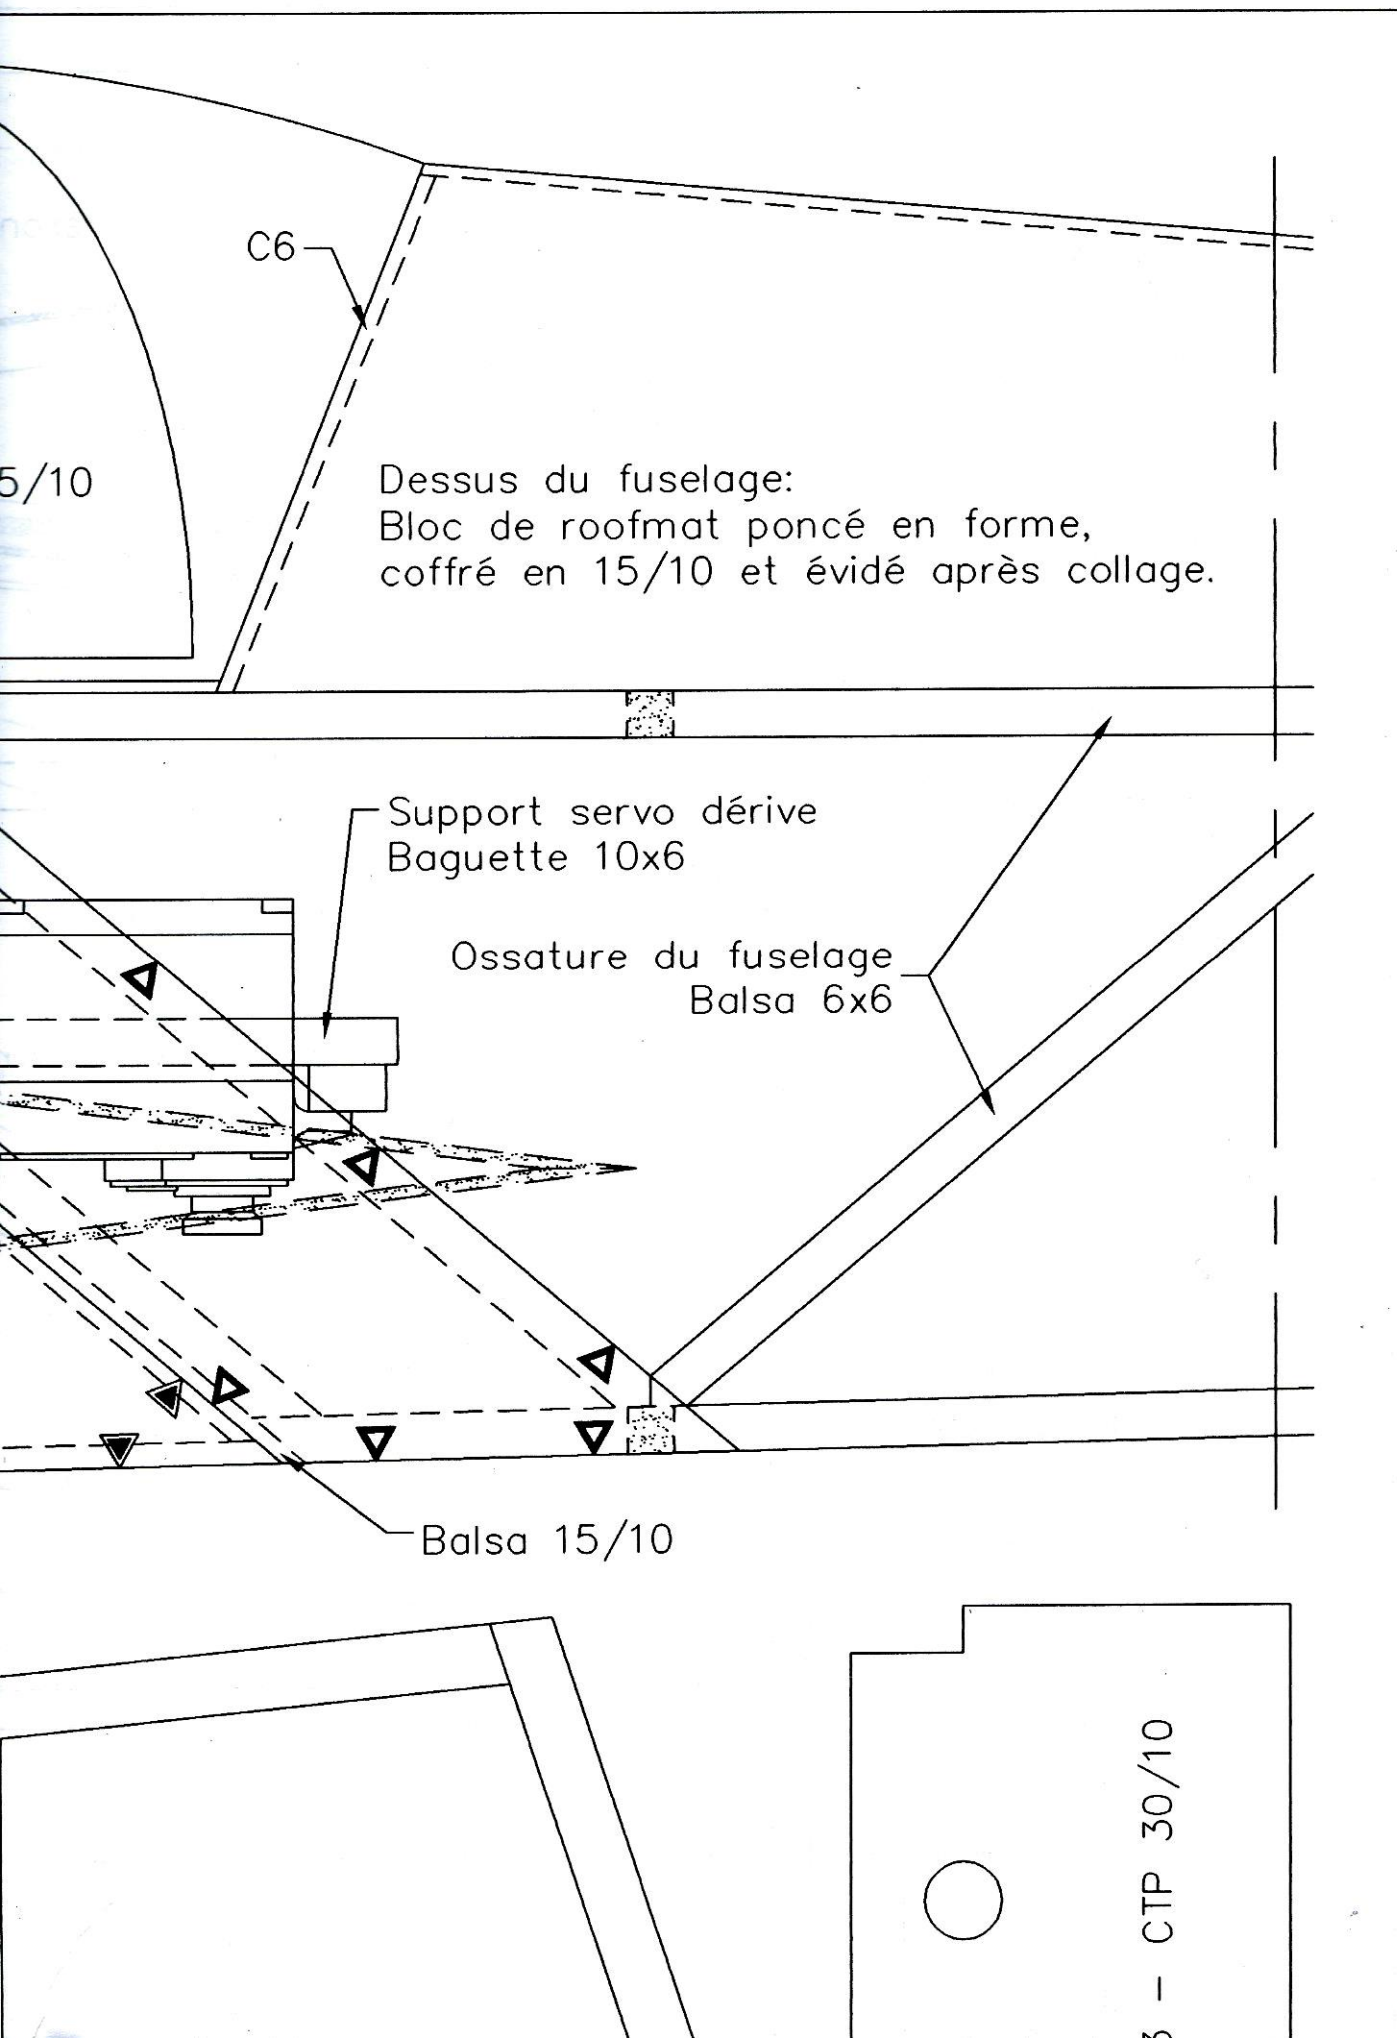 C6
5/10
Dessus du fuselage:
Bloc de roofmat poncé en forme,
coffré en 15/10 et évidé après collage.
Support servo dérive
Baguette 10x6
Ossature du fuselage
Balsa 6x6
Balsa 15/10
3 - CTP 30/10